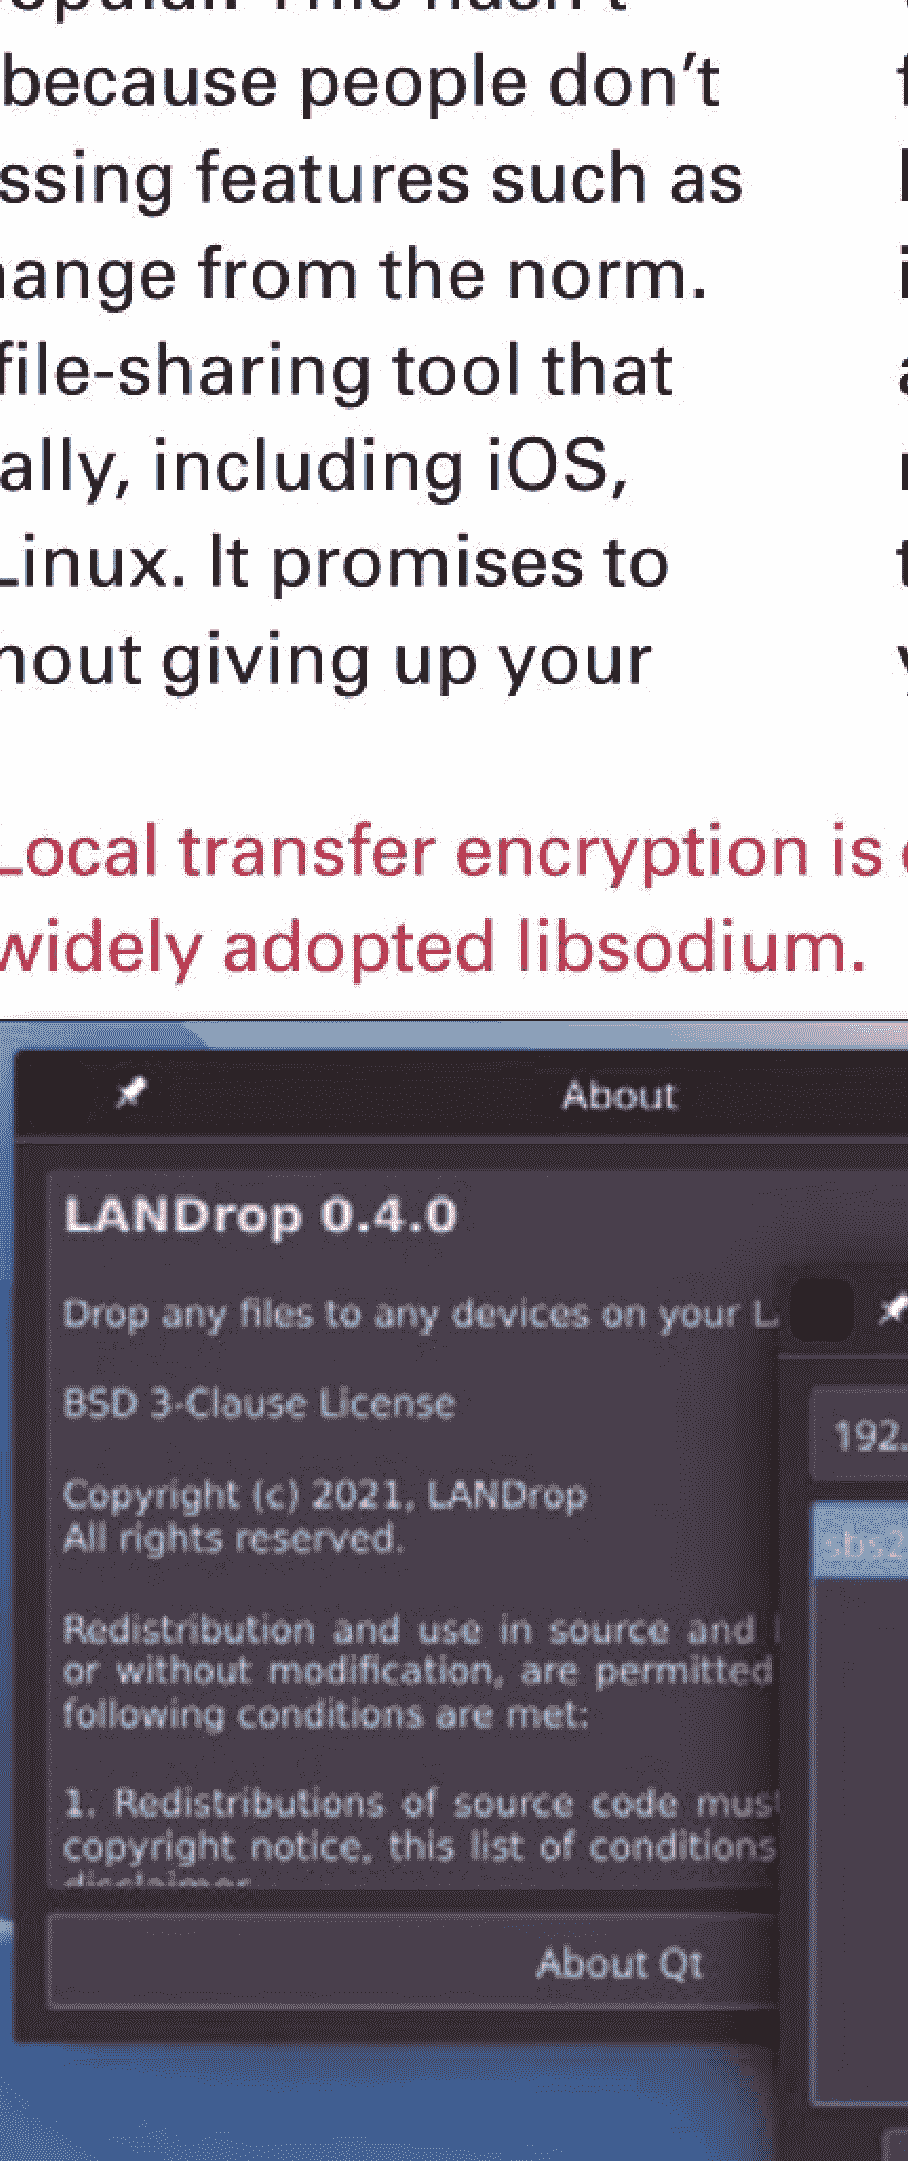 because people don't
features such as
from the norm.
file-sharing tool that
including iOS,
Linux. It promises to
giving up your
Local transfer encryption is
widely adopted libsodium.
About
LANDrop 0.4.0
Drop any files to any devices on your
BSD 3-Clause License
192.
Copyright (c) 2021, LANDrop
All rights reserved.
Redistribution and use in source and
or without modification, are permitted
following conditions are met:
1. Redistributions of source code must
copyright notice, this list of conditions
disclaimer
About Qt